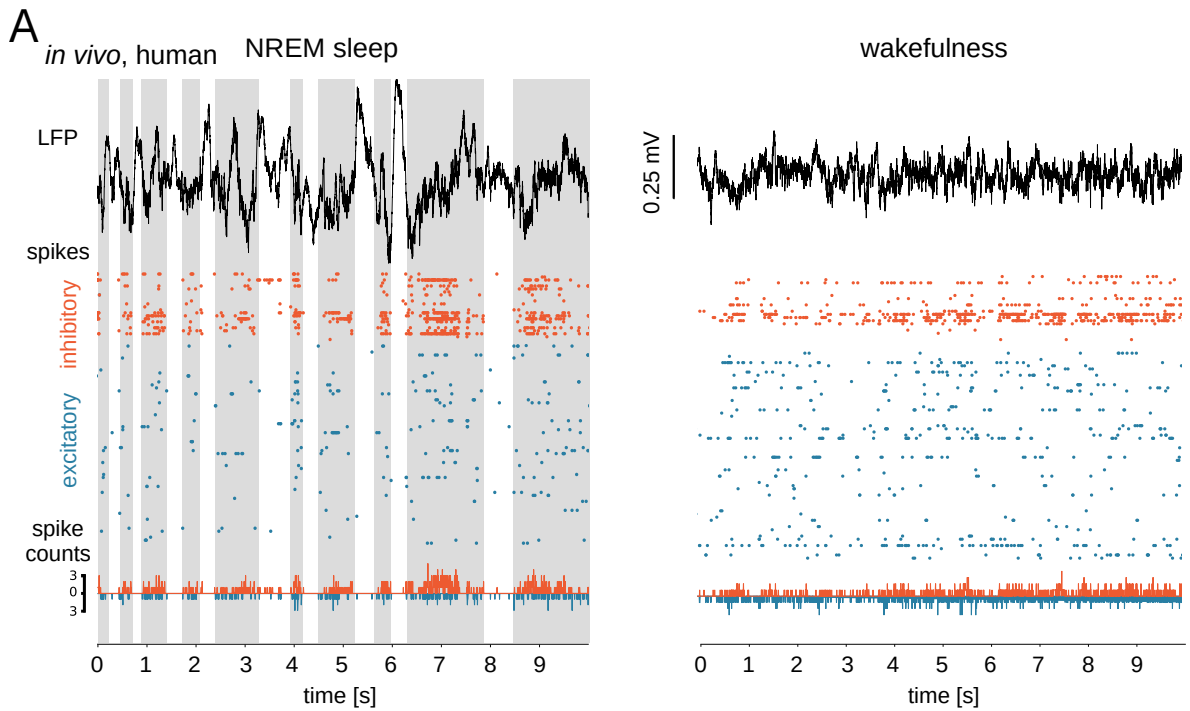 A
in vivo, human
NREM sleep
wakefulness
LFP
0.25 mV
spikes
inhibitory
excitatory
spike
counts
3
0
3
0 1 2 3 4 5 6 7 8 9
time [s]
0 1 2 3 4 5 6 7 8 9
time [s]